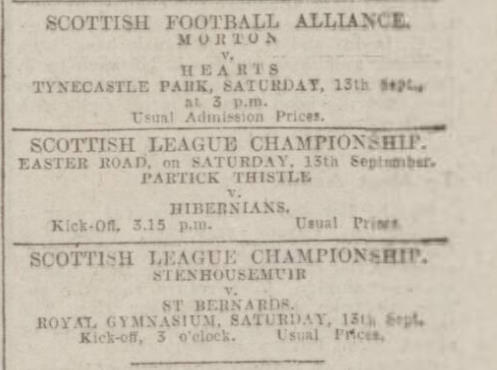 SCOTTISH FOOTBALL ALLIANCE.
MORTON
v.
HEARTS
TYNECASTLE PARK, SATURDAY, 13th Sept.,
at 3 p.m.
Usual Admission Prices.
SCOTTISH LEAGUE CHAMPIONSHIP.
EASTER ROAD, on SATURDAY, 13th September.
PARTICK THISTLE
v.
HIBERNIANS.
Kick-Off, 3.15 p.m. Usual Prices
SCOTTISH LEAGUE CHAMPIONSHIP.
STENHOUSEMUIR
v.
ST BERNARDS.
ROYAL GYMNASIUM, SATURDAY, 13th Sept.
Kick-off, 3 o'clock. Usual Prices.